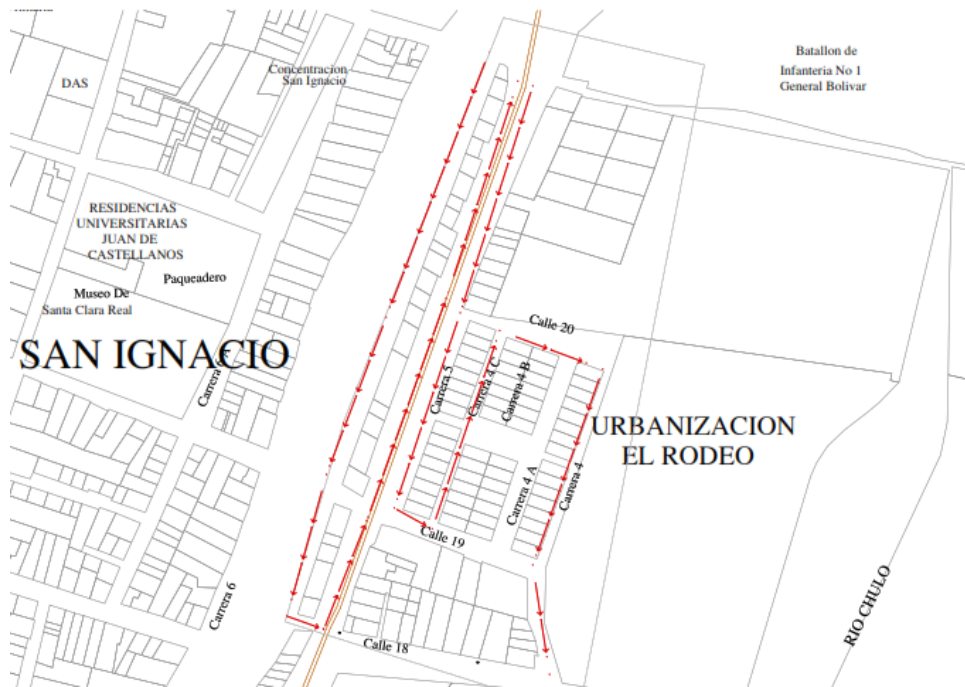 DAS
Concentracion
San Ignacio
Batallon de
Infanteria No 1
General Bolivar
RESIDENCIAS
UNIVERSITARIAS
JUAN DE
CASTELLANOS
Paqueadero
Museo De
Santa Clara Real
SAN IGNACIO
Carrera 6 A
Calle 20
Carrera 5
Carrera 4 C
Carrera 4 B
URBANIZACION
EL RODEO
Carrera 4 A
Carrera 4
Calle 19
Carrera 6
Calle 18
RIO CHULO